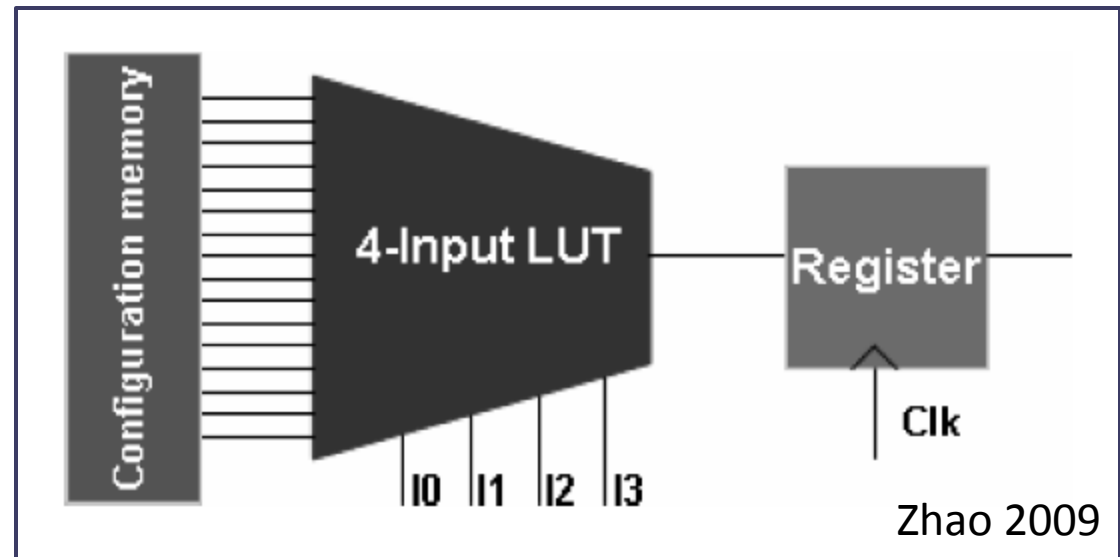 Configuration memory
4-Input LUT
Register
Clk
I0 I1 I2 I3
Zhao 2009